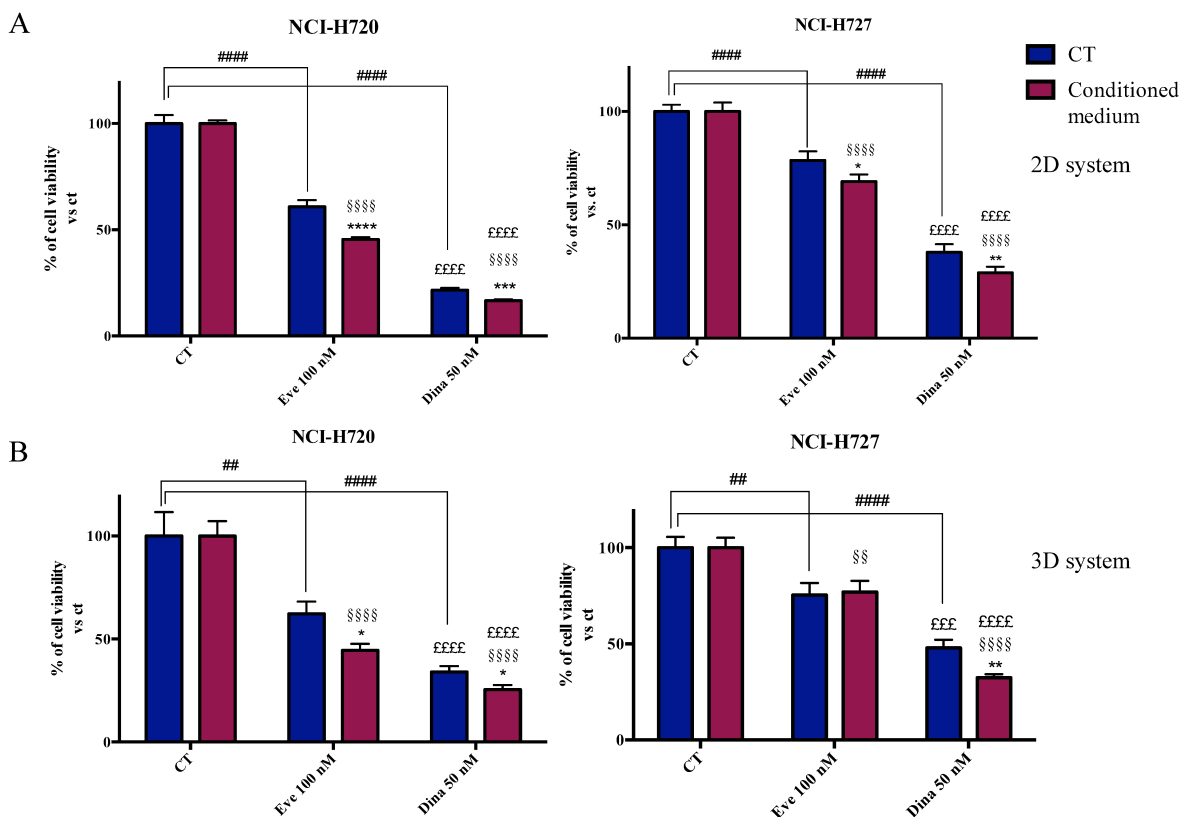 A
NCI-H720
####
####
% of cell viability
vs ct
100
50
0
§§§§
****
££££
££££
§§§§
***
CT
Eve 100 nM
Dina 50 nM
NCI-H727
####
####
% of cell viability
vs. ct
100
50
0
§§§§
*
££££
££££
§§§§
**
CT
Eve 100 nM
Dina 50 nM
CT
Conditioned
medium
2D system
B
NCI-H720
##
####
% of cell viability
vs ct
100
50
0
§§§§
*
££££
££££
§§§§
*
CT
Eve 100 nM
Dina 50 nM
NCI-H727
##
####
% of cell viability
vs ct
100
50
0
§§
£££
££££
§§§§
**
CT
Eve 100 nM
Dina 50 nM
3D system